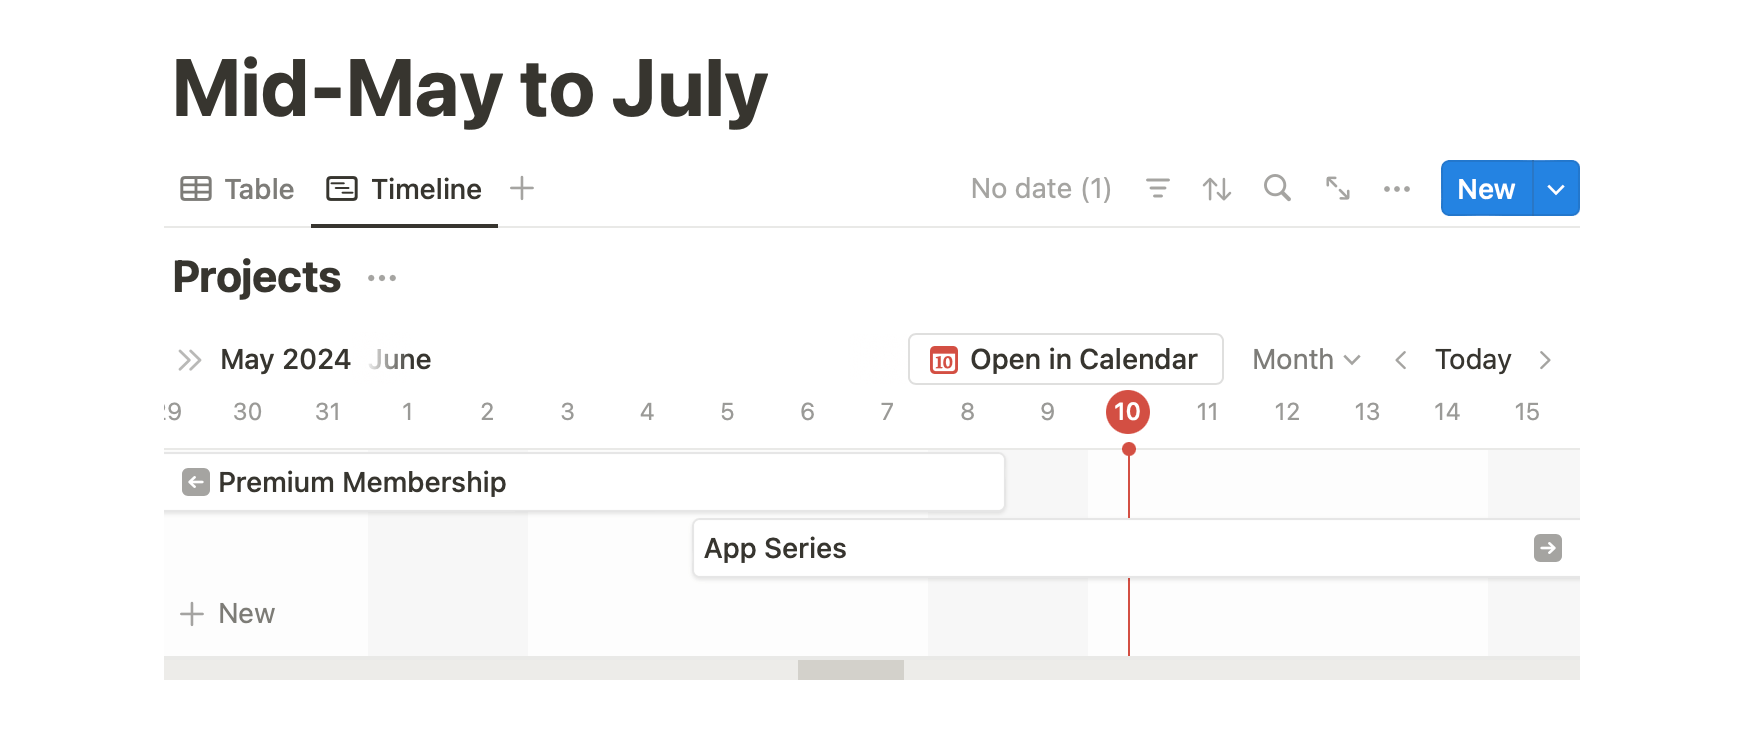 Mid-May to July
Table Timeline No date (1) New
Projects
May 2024 June 10 Open in Calendar Month Today
29 30 31 1 2 3 4 5 6 7 8 9 10 11 12 13 14 15
Premium Membership
App Series
New